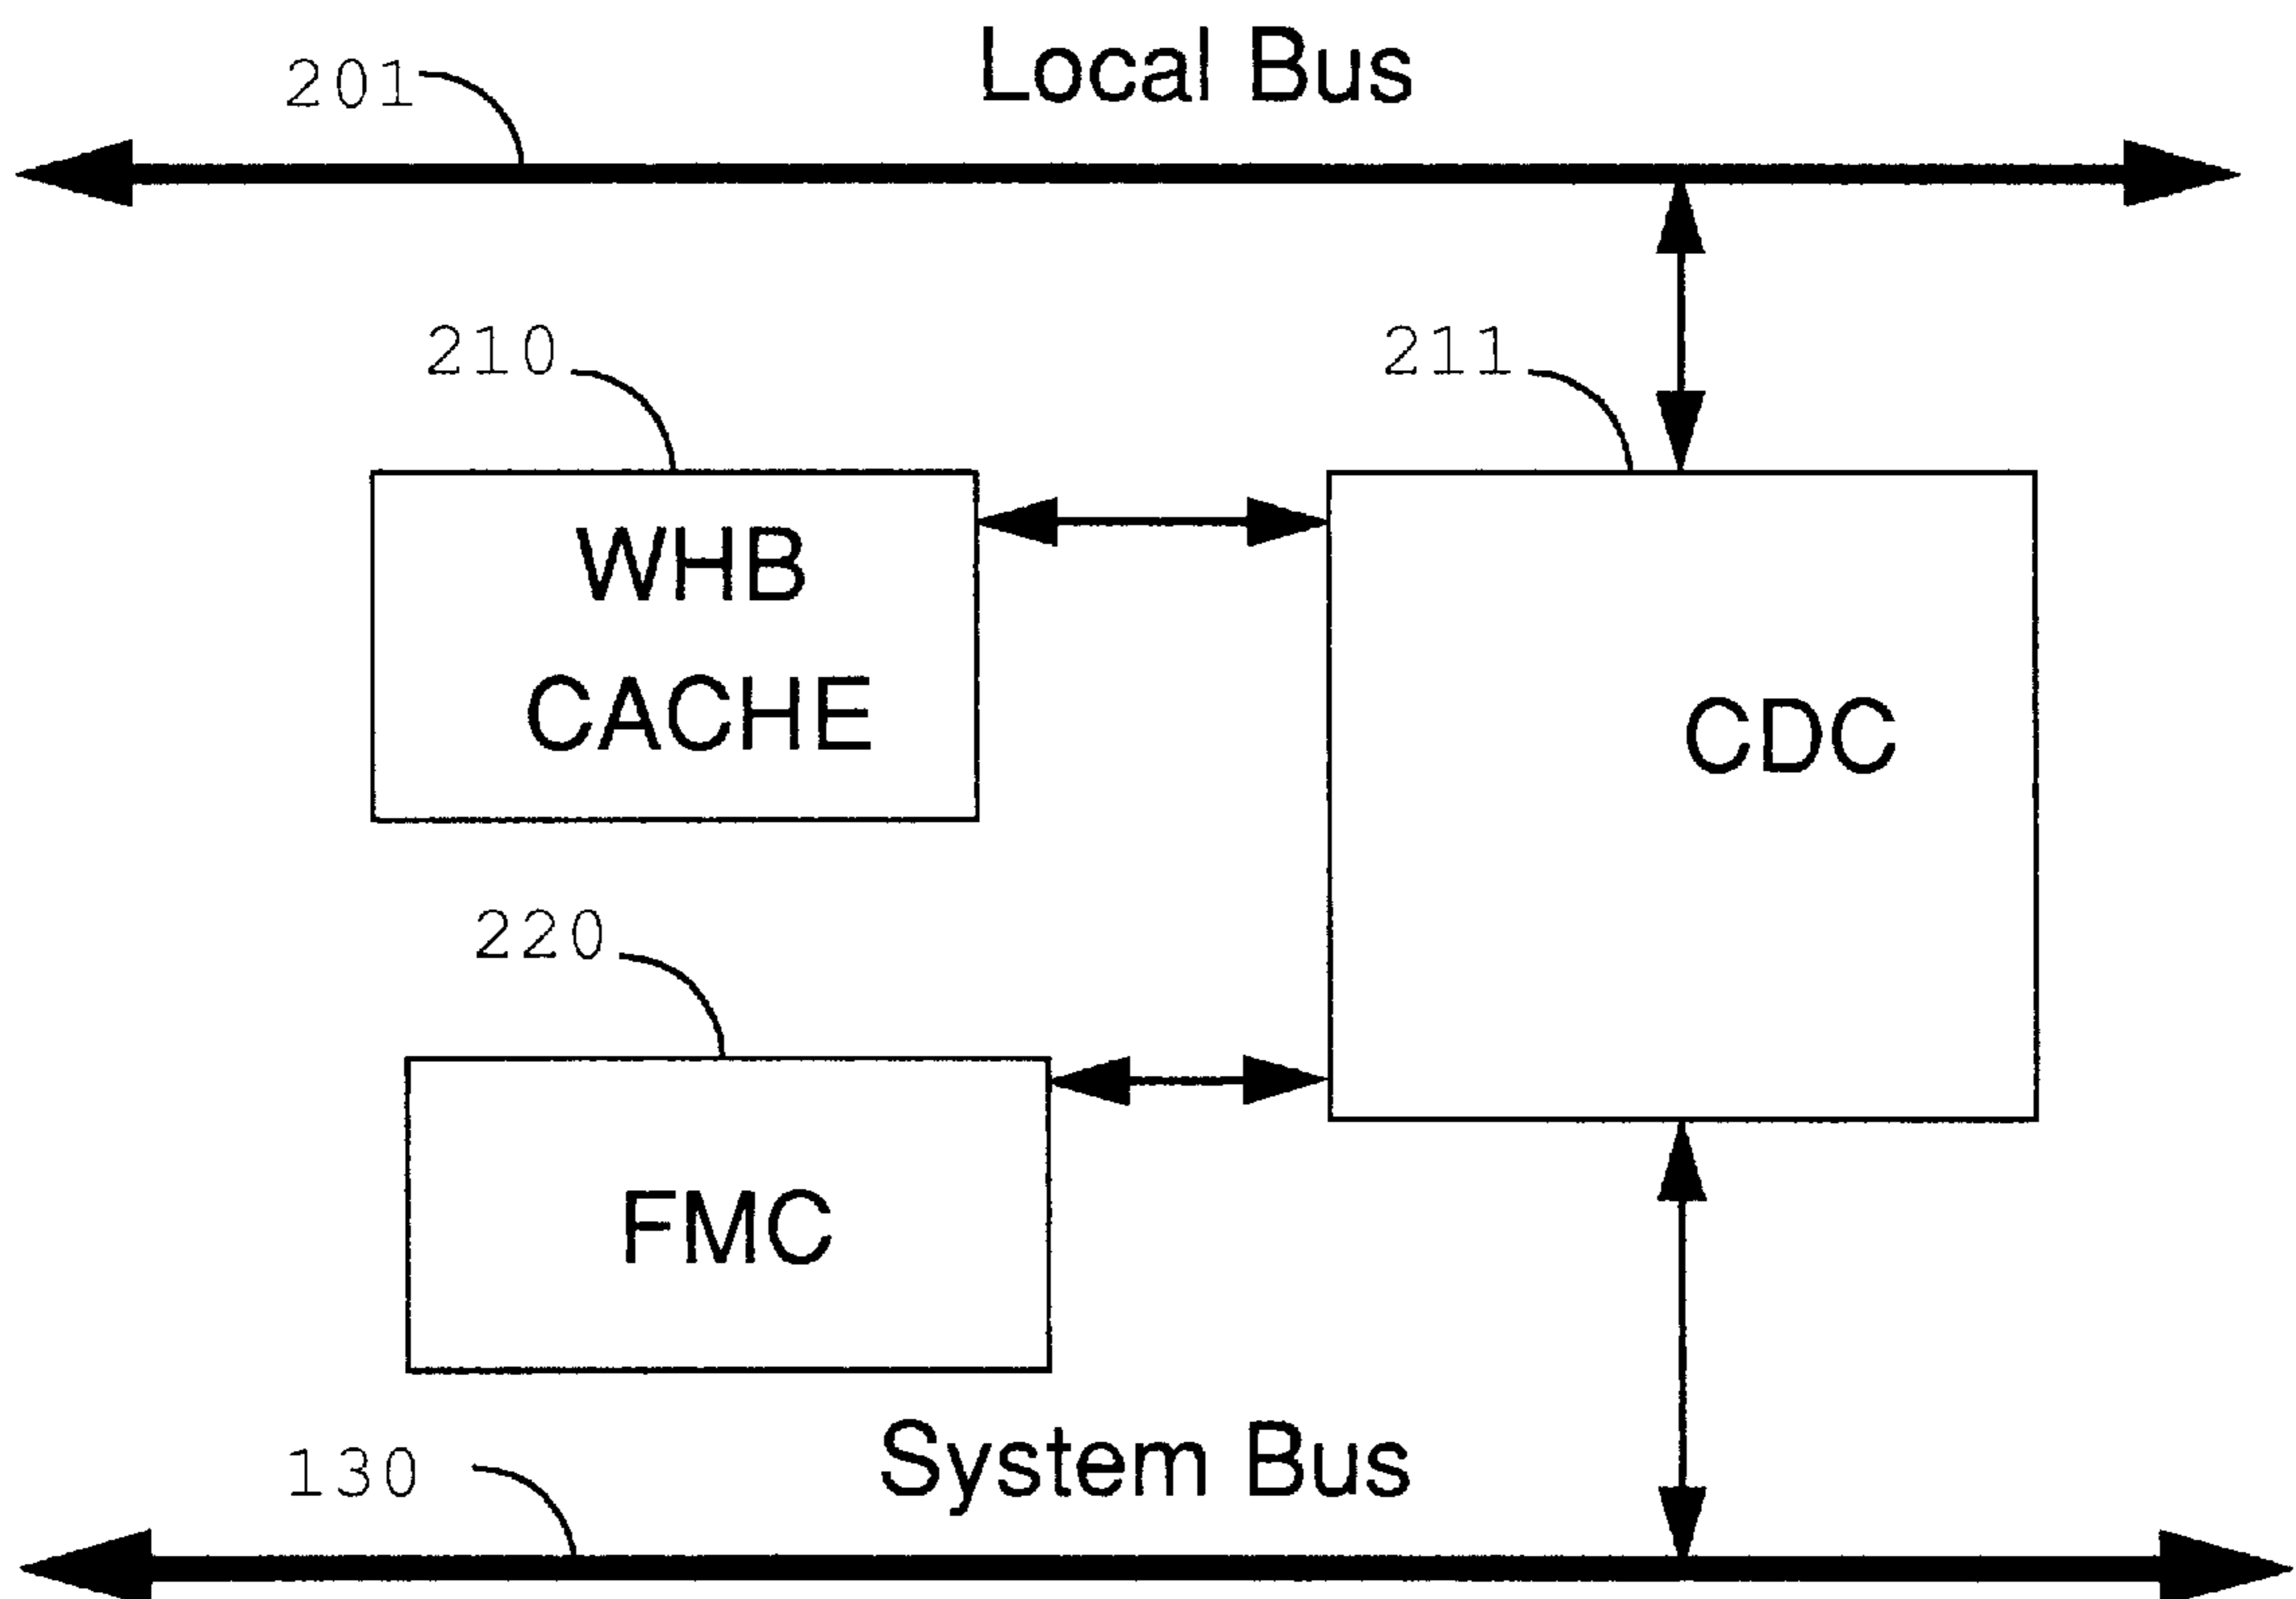 Local Bus
201
210
211
WHB
CACHE
CDC
220
FMC
System Bus
130